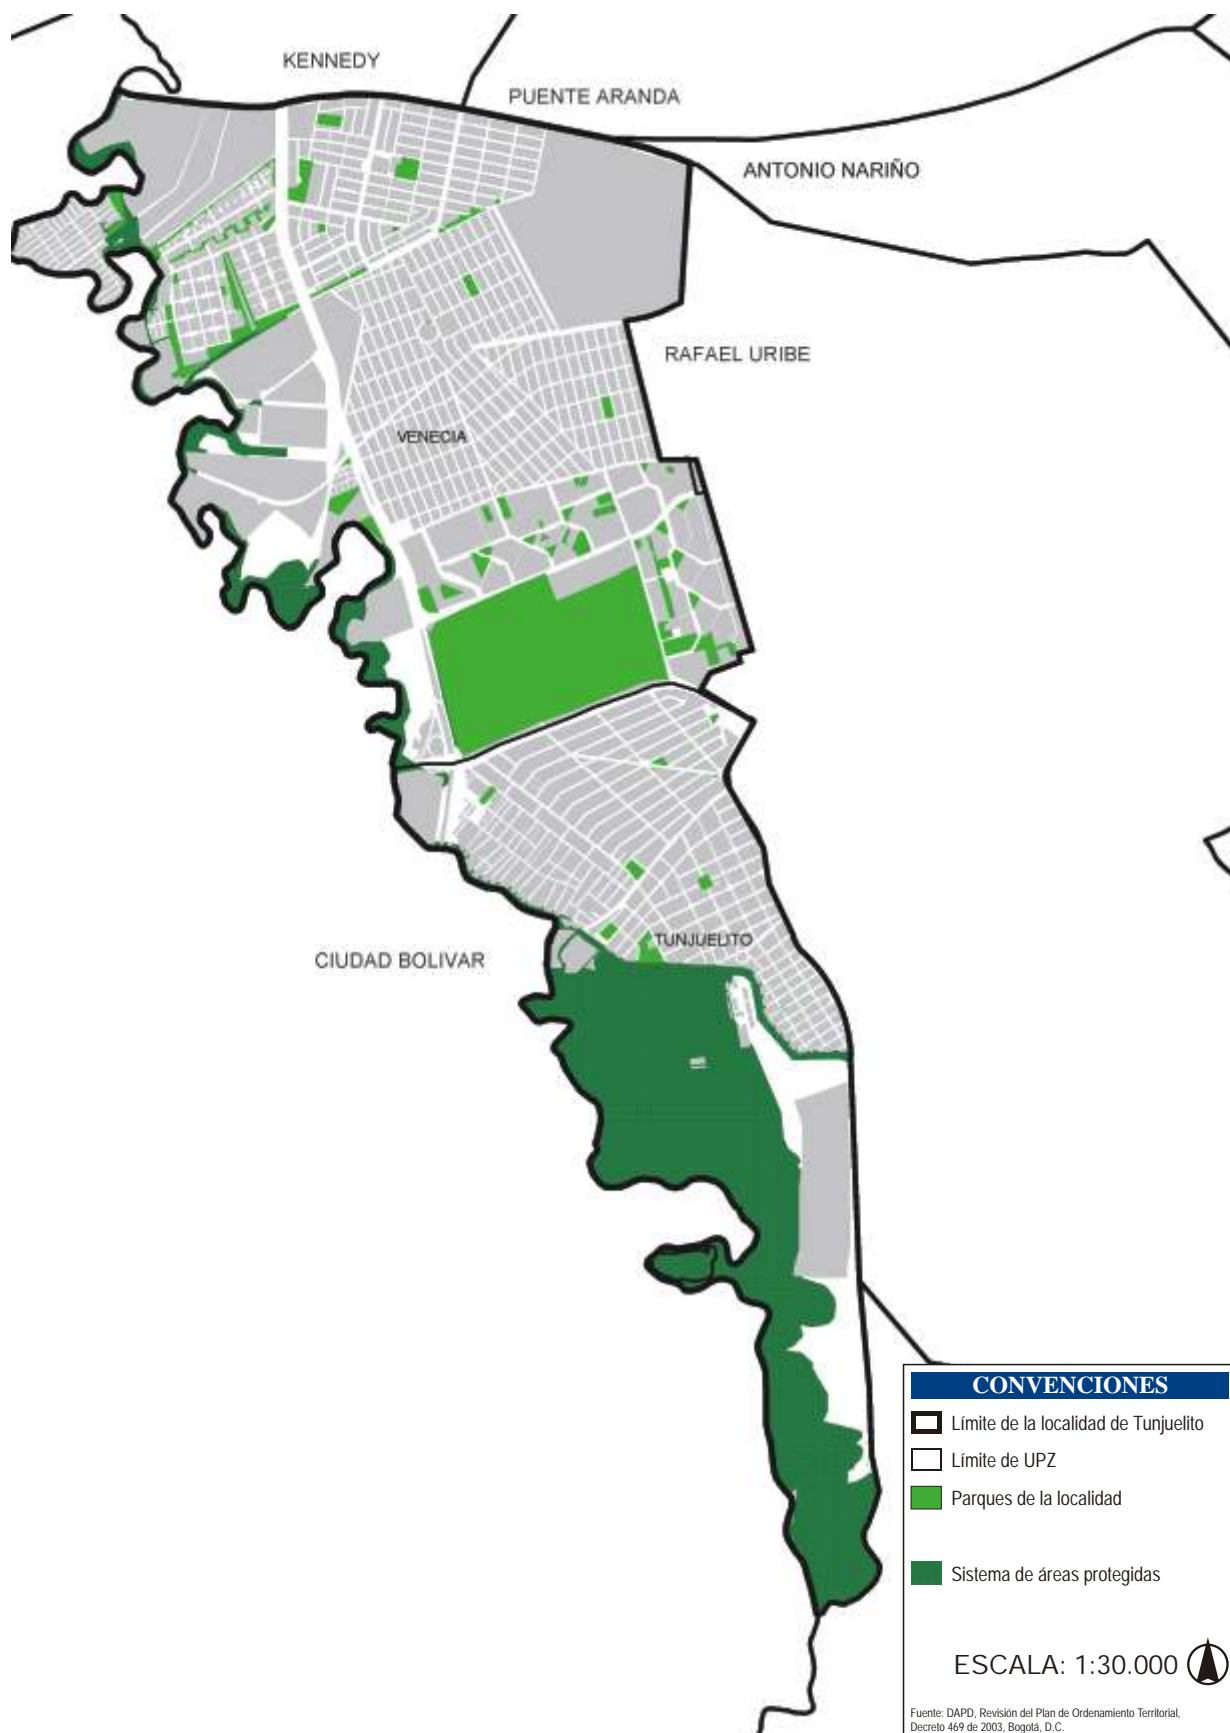 KENNEDY
PUENTE ARANDA
ANTONIO NARIÑO
RAFAEL URIBE
VENECIA
TUNJUELITO
CIUDAD BOLIVAR
CONVENCIONES
Límite de la localidad de Tunjuelito
Límite de UPZ
Parques de la localidad
Sistema de áreas protegidas
ESCALA: 1:30.000
Fuente: DAPD, Revisión del Plan de Ordenamiento Territorial,
Decreto 469 de 2003, Bogotá, D.C.